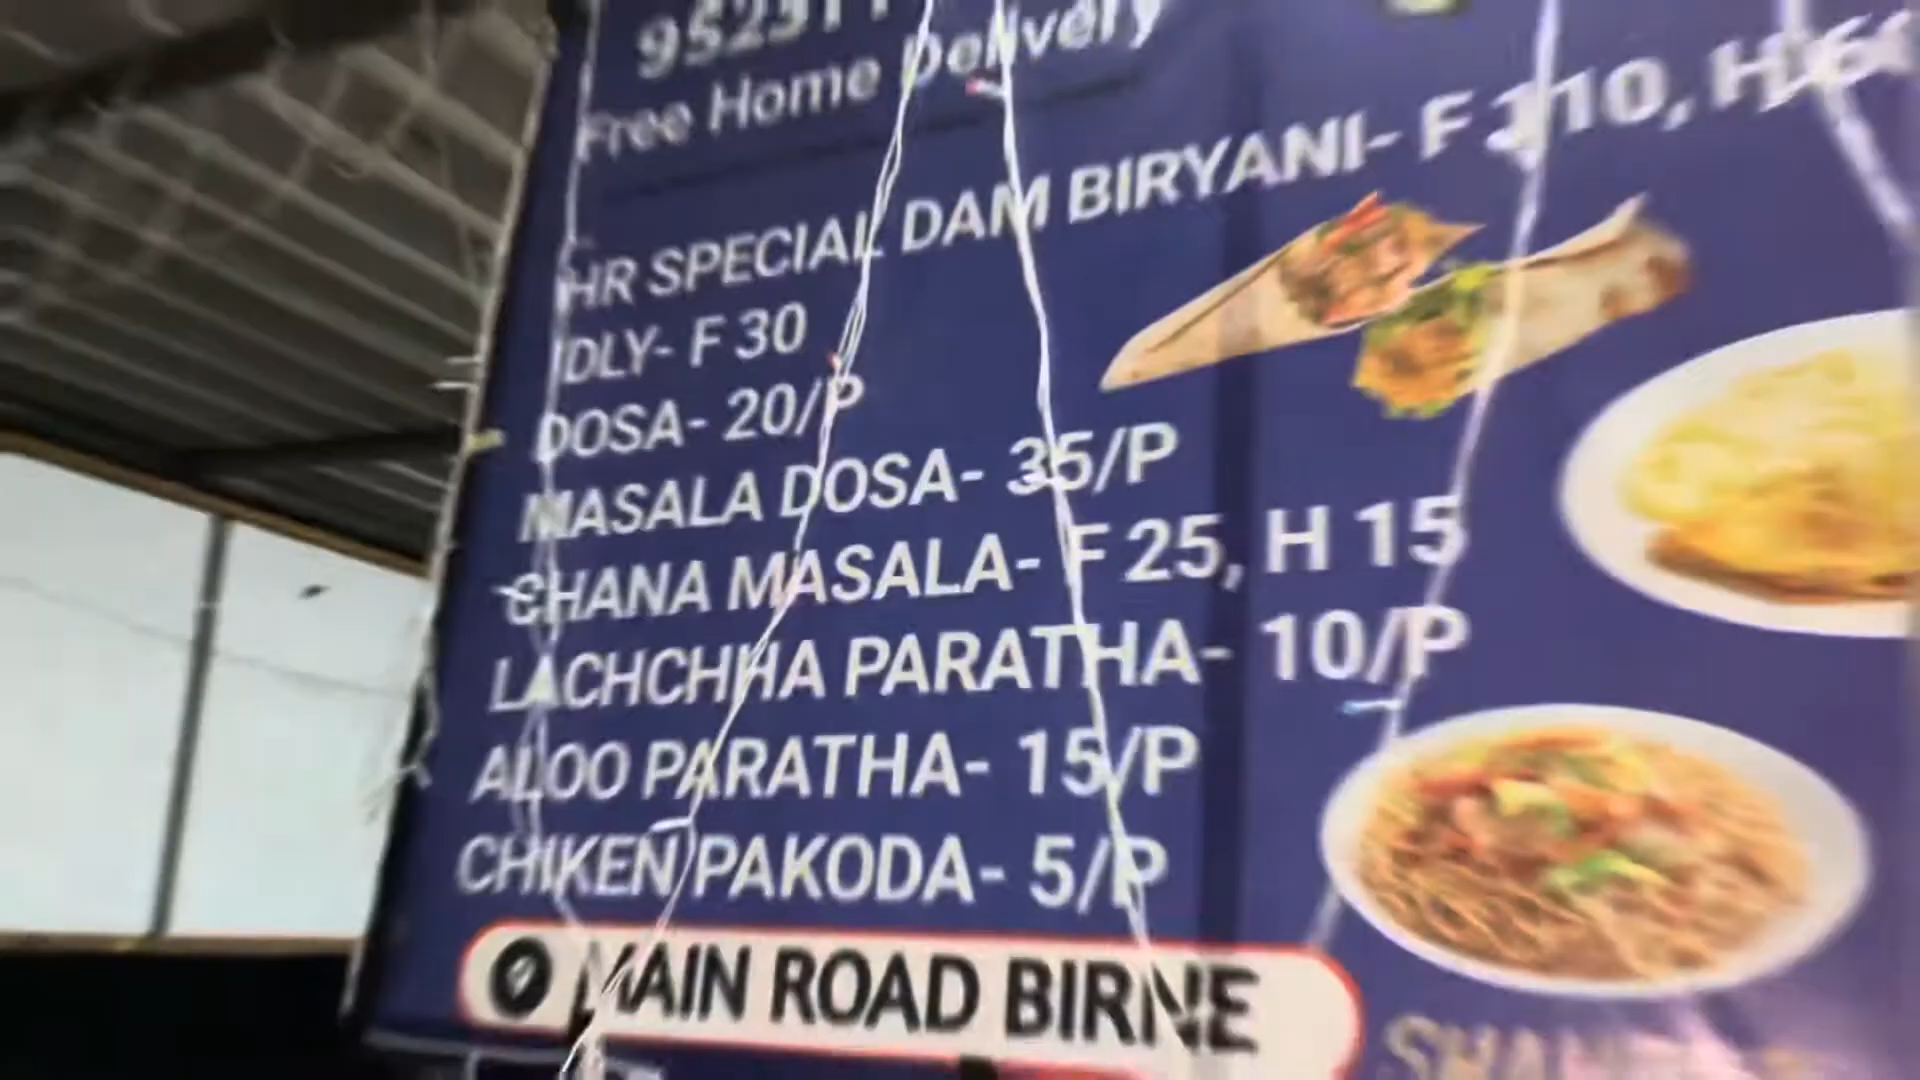 Free Home Delivery
HR SPECIAL DAM BIRYANI- F 110, H
IDLY- F 30
DOSA- 20/P
MASALA DOSA- 35/P
CHANA MASALA- F 25, H 15
LACHCHHA PARATHA- 10/P
ALOO PARATHA- 15/P
CHIKEN PAKODA- 5/P
MAIN ROAD BIRNE